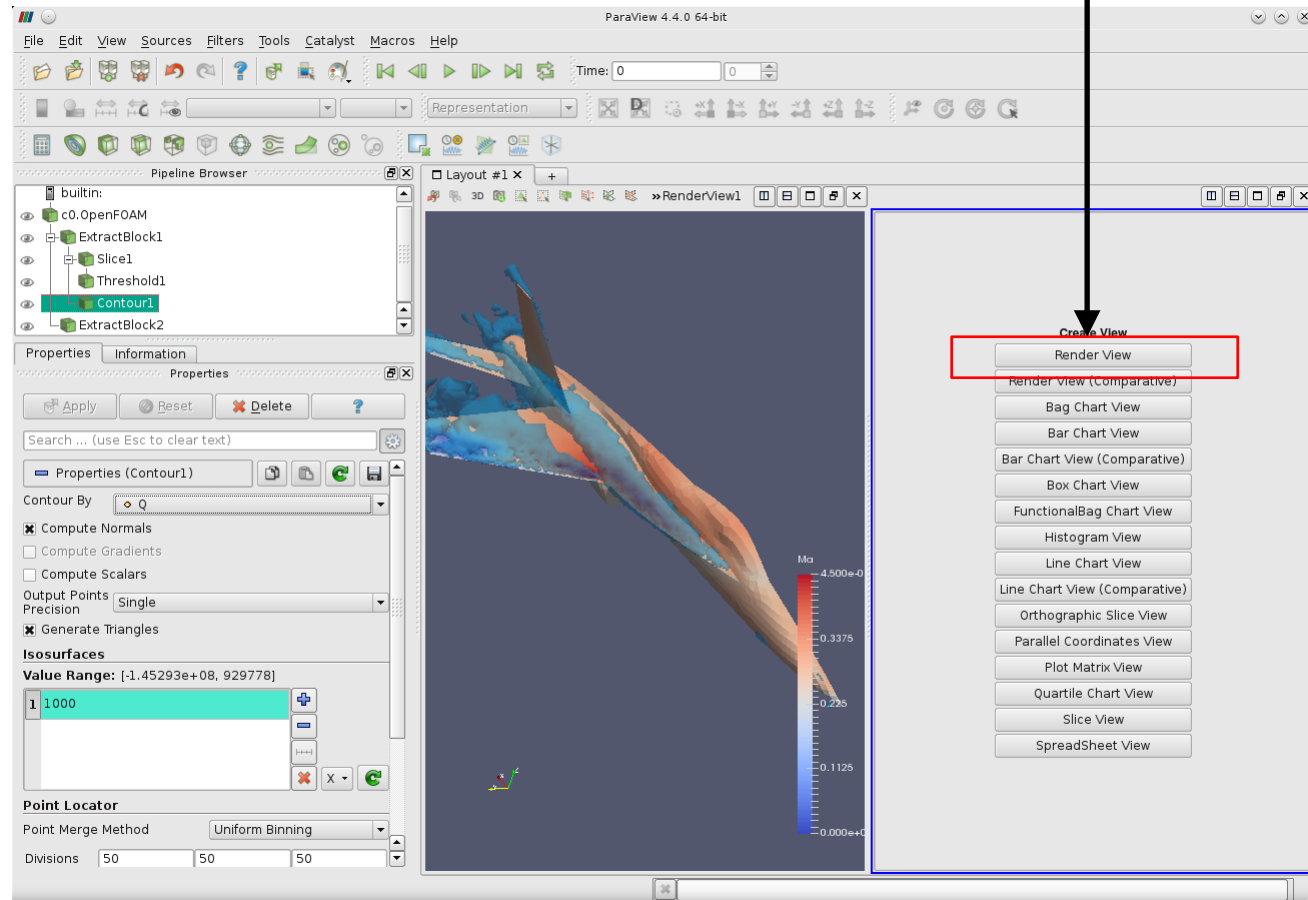 ParaView 4.4.0 64-bit
File Edit View Sources Filters Tools Catalyst Macros Help
Time: 0 0
Representation
Pipeline Browser
builtin:
c0.OpenFOAM
ExtractBlock1
Slice1
Threshold1
Contour1
ExtractBlock2
Properties Information
Properties
Apply Reset Delete ?
Search ... (use Esc to clear text)
Properties (Contour1)
Contour By Q
Compute Normals
Compute Gradients
Compute Scalars
Output Points Precision Single
Generate Triangles
Isosurfaces
Value Range: [-1.45293e+08, 929778]
1 1000
X
Point Locator
Point Merge Method Uniform Binning
Divisions 50 50 50
Layout #1 +
3D »RenderView1
Ma
4.500e-0
0.3375
0.225
0.1125
0.000e+0
Create View
Render View
Render View (Comparative)
Bag Chart View
Bar Chart View
Bar Chart View (Comparative)
Box Chart View
FunctionalBag Chart View
Histogram View
Line Chart View
Line Chart View (Comparative)
Orthographic Slice View
Parallel Coordinates View
Plot Matrix View
Quartile Chart View
Slice View
SpreadSheet View